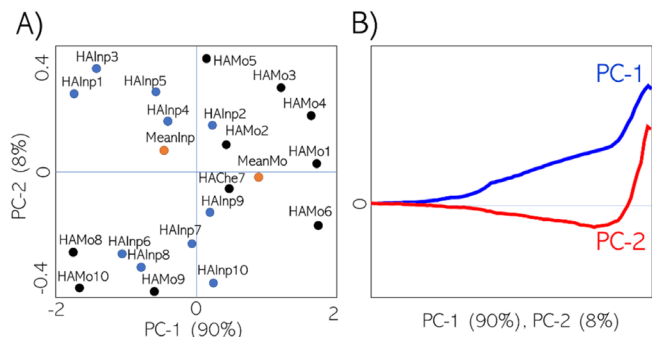 A)
B)
0.4
0
-0.4
PC-2 (8%)
HAInp3
HAMo5
HAInp1
HAInp5
HAMo3
HAInp4
HAInp2
HAMo4
MeanInp
HAMo2
HAMo1
MeanMo
HAChe7
HAInp9
HAMo6
HAInp7
HAMo8
HAInp6
HAInp8
HAMo10
HAMo9
HAInp10
-2
0
2
PC-1 (90%)
PC-1
0
PC-2
PC-1 (90%), PC-2 (8%)